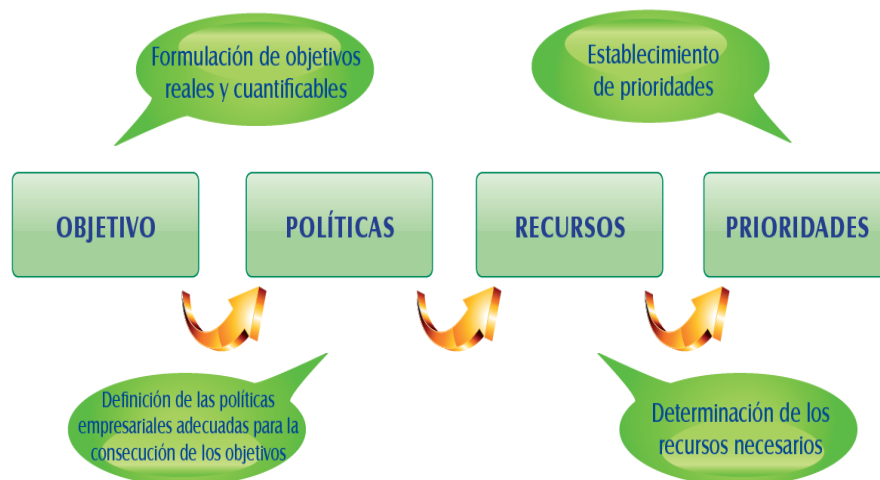 Formulación de objetivos
reales y cuantificables
Establecimiento
de prioridades
OBJETIVO
POLÍTICAS
RECURSOS
PRIORIDADES
Definición de las políticas
empresariales adecuadas para la
consecución de los objetivos
Determinación de los
recursos necesarios